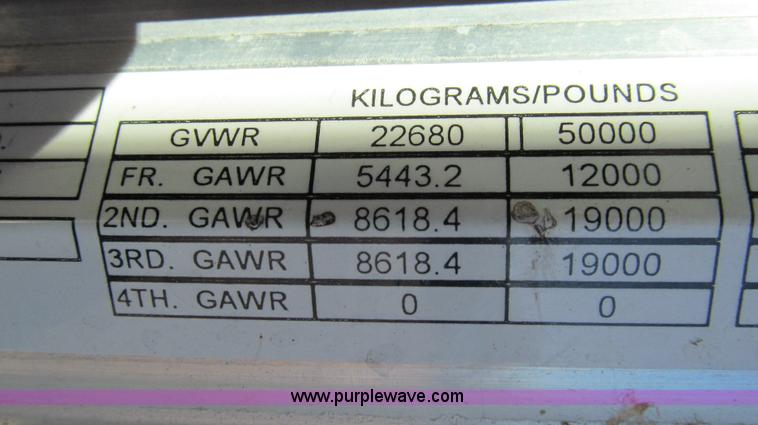 KILOGRAMS/POUNDS
GVWR 22680 50000
FR. GAWR 5443.2 12000
2ND. GAWR 8618.4 19000
3RD. GAWR 8618.4 19000
4TH. GAWR 0 0
www.purplewave.com